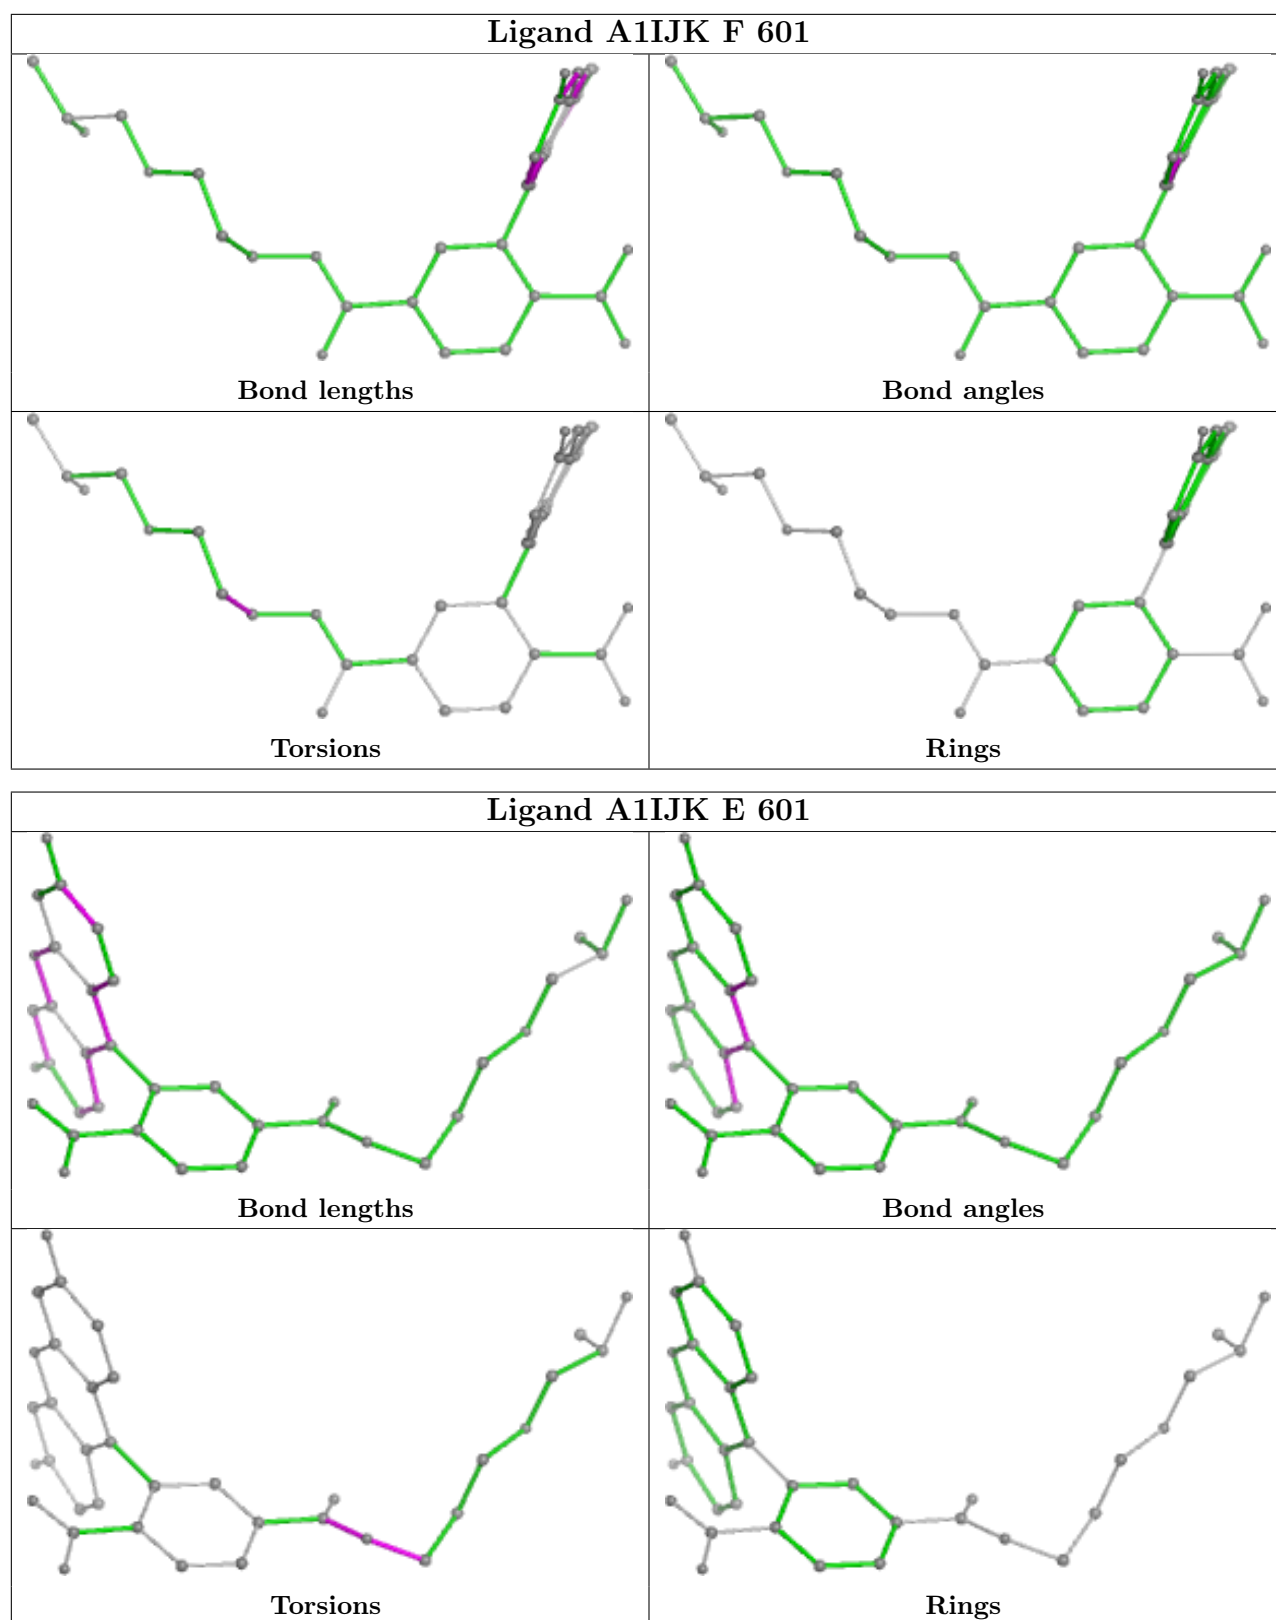 Ligand A1IJK F 601
Bond lengths
Bond angles
Torsions
Rings
Ligand A1IJK E 601
Bond lengths
Bond angles
Torsions
Rings